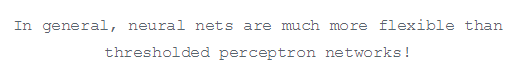 In general, neural nets are much more flexible than
thresholded perceptron networks!